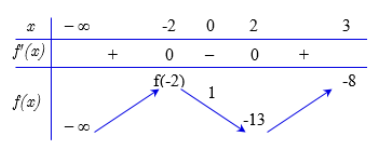 x −∞ -2 0 2 3
f'(x) + 0 − 0 + 
f(-2) -8
1
f(x)
-13
−∞